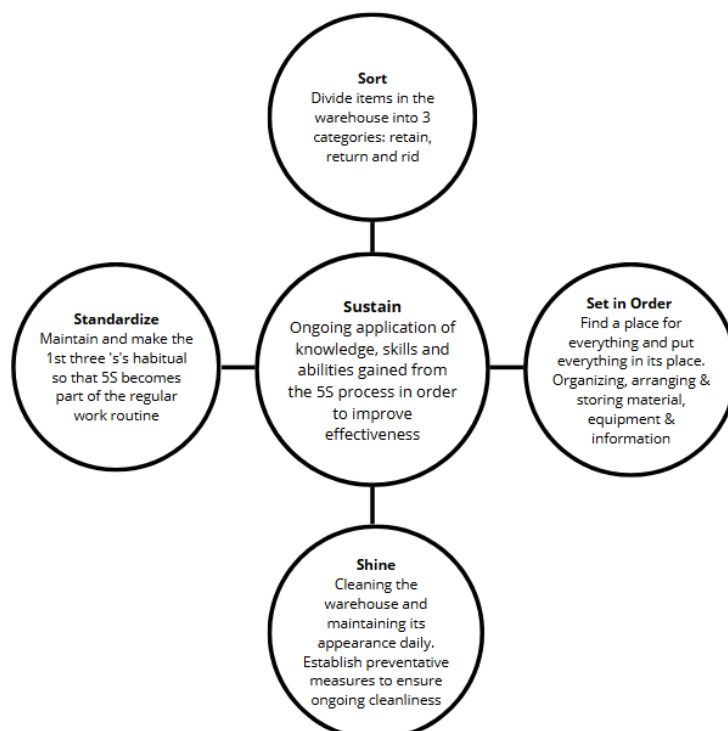 Sort
Divide items in the
warehouse into 3
categories: retain,
return and rid
Standardize
Maintain and make the
1st three 's's habitual
so that 5S becomes
part of the regular
work routine
Sustain
Ongoing application of
knowledge, skills and
abilities gained from
the 5S process in order
to improve
effectiveness
Set in Order
Find a place for
everything and put
everything in its place.
Organizing, arranging &
storing material,
equipment &
information
Shine
Cleaning the
warehouse and
maintaining its
appearance daily.
Establish preventative
measures to ensure
ongoing cleanliness